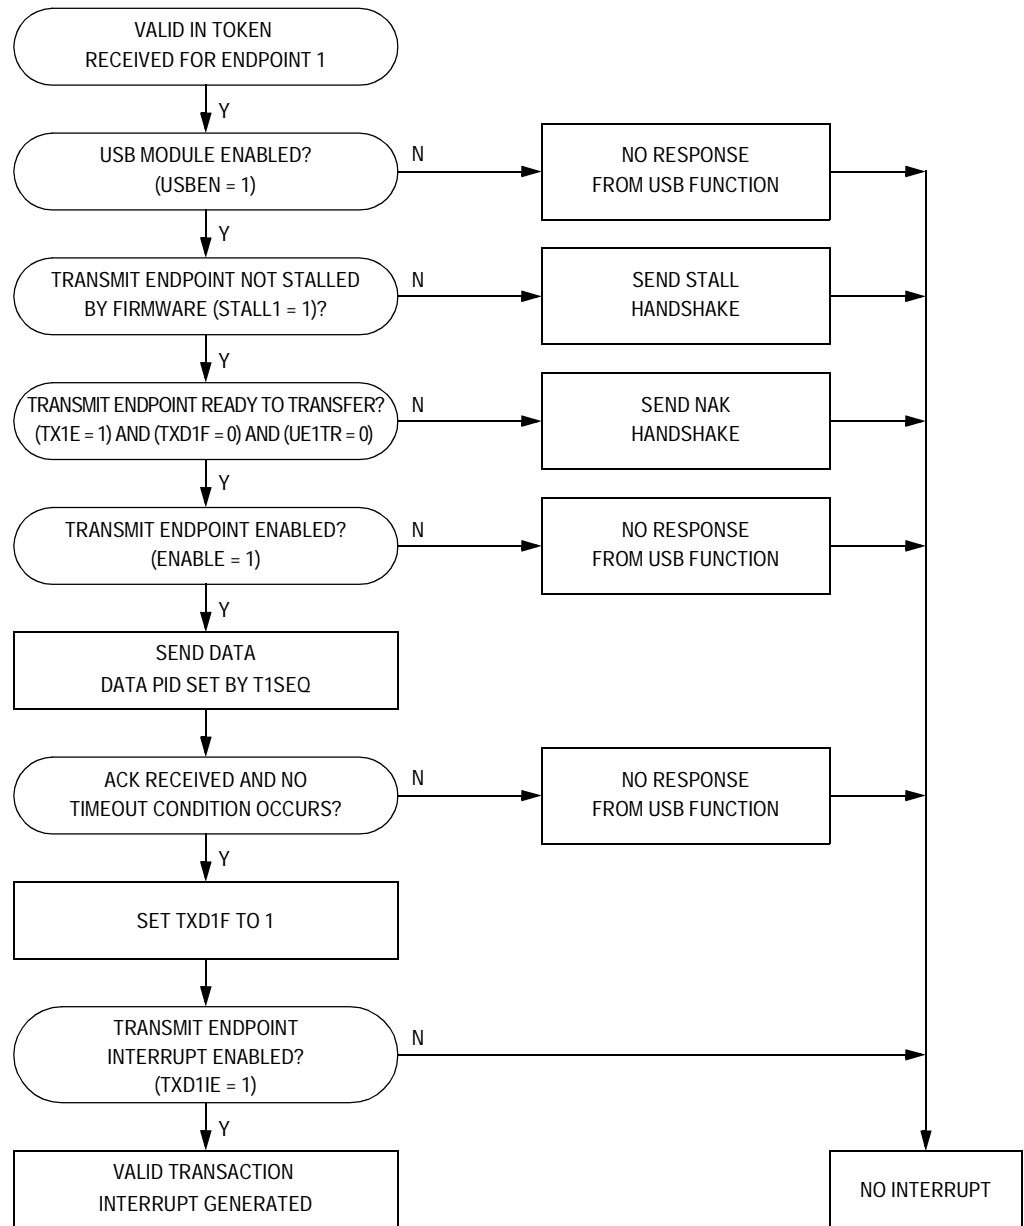 VALID IN TOKEN
RECEIVED FOR ENDPOINT 1
Y
USB MODULE ENABLED?
(USBEN = 1)
N
NO RESPONSE
FROM USB FUNCTION
Y
TRANSMIT ENDPOINT NOT STALLED
BY FIRMWARE (STALL1 = 1)?
N
SEND STALL
HANDSHAKE
Y
TRANSMIT ENDPOINT READY TO TRANSFER?
(TX1E = 1) AND (TXD1F = 0) AND (UE1TR = 0)
N
SEND NAK
HANDSHAKE
Y
TRANSMIT ENDPOINT ENABLED?
(ENABLE = 1)
N
NO RESPONSE
FROM USB FUNCTION
Y
SEND DATA
DATA PID SET BY T1SEQ
ACK RECEIVED AND NO
TIMEOUT CONDITION OCCURS?
N
NO RESPONSE
FROM USB FUNCTION
Y
SET TXD1F TO 1
TRANSMIT ENDPOINT
INTERRUPT ENABLED?
(TXD1IE = 1)
N
Y
VALID TRANSACTION
INTERRUPT GENERATED
NO INTERRUPT